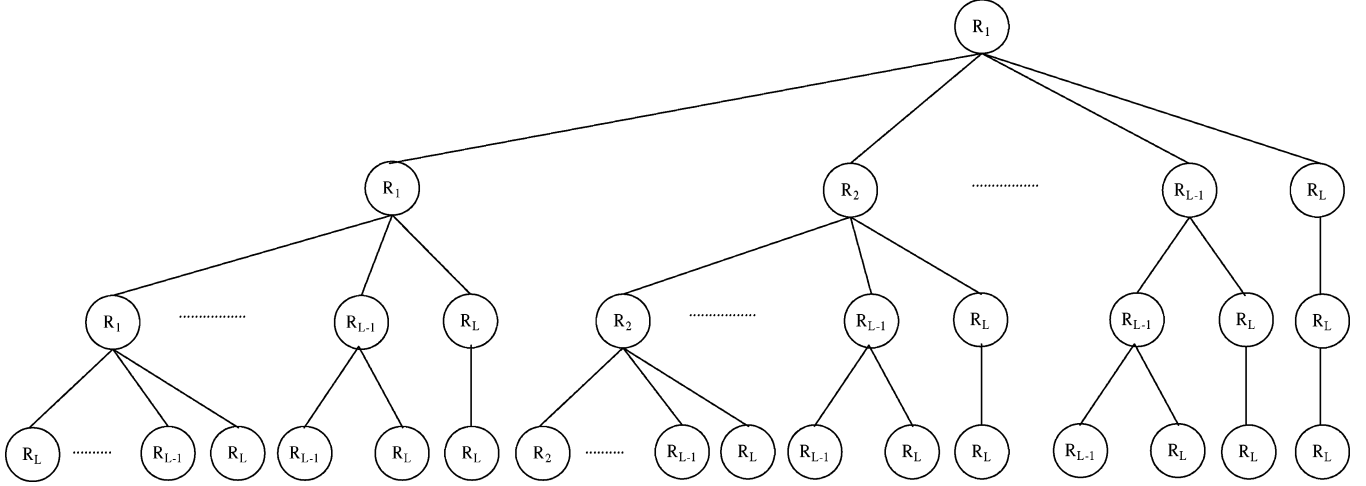 R1
R1 R2 ................. RL-1 RL
R1 ................. RL-1 RL R2 ................. RL-1 RL RL-1 RL RL
RL .......... RL-1 RL RL-1 RL RL R2 .......... RL-1 RL RL-1 RL RL RL-1 RL RL RL